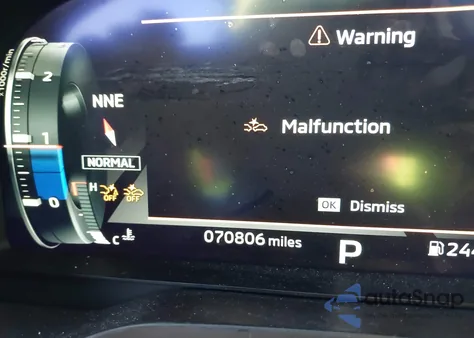 Warning
x1000r/min
2
NNE
1
Malfunction
NORMAL
H
OFF OFF
0
OK Dismiss
C
070806 miles
P
244
autoSnap